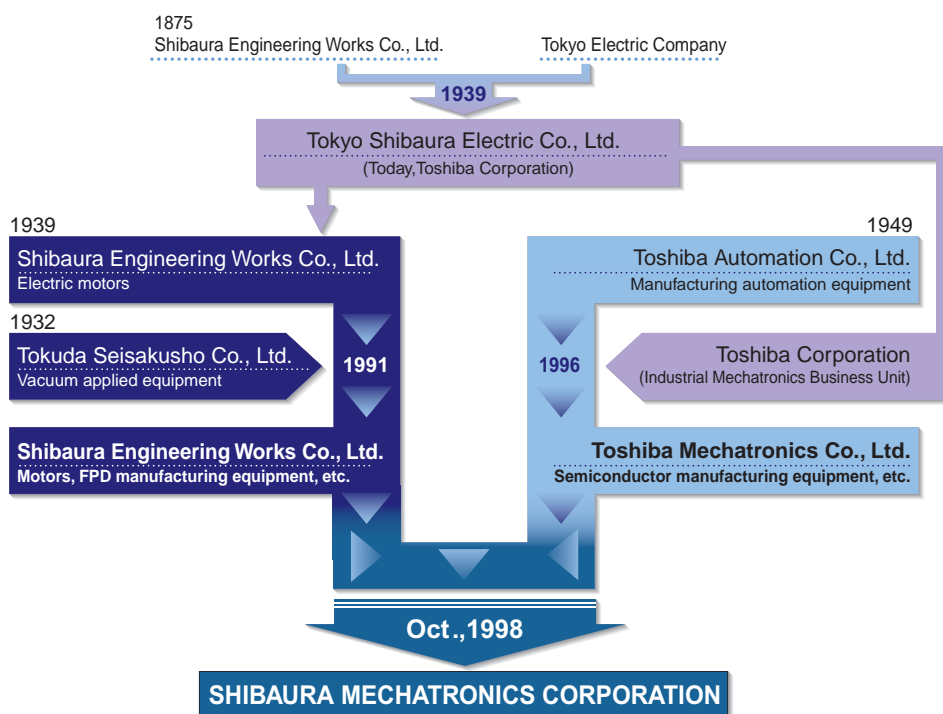 1875
Shibaura Engineering Works Co., Ltd.
Tokyo Electric Company
1939
Tokyo Shibaura Electric Co., Ltd.
(Today,Toshiba Corporation)
1939
Shibaura Engineering Works Co., Ltd.
Electric motors
1949
Toshiba Automation Co., Ltd.
Manufacturing automation equipment
1932
Tokuda Seisakusho Co., Ltd.
Vacuum applied equipment
1991
1996
Toshiba Corporation
(Industrial Mechatronics Business Unit)
Shibaura Engineering Works Co., Ltd.
Motors, FPD manufacturing equipment, etc.
Toshiba Mechatronics Co., Ltd.
Semiconductor manufacturing equipment, etc.
Oct.,1998
SHIBAURA MECHATRONICS CORPORATION